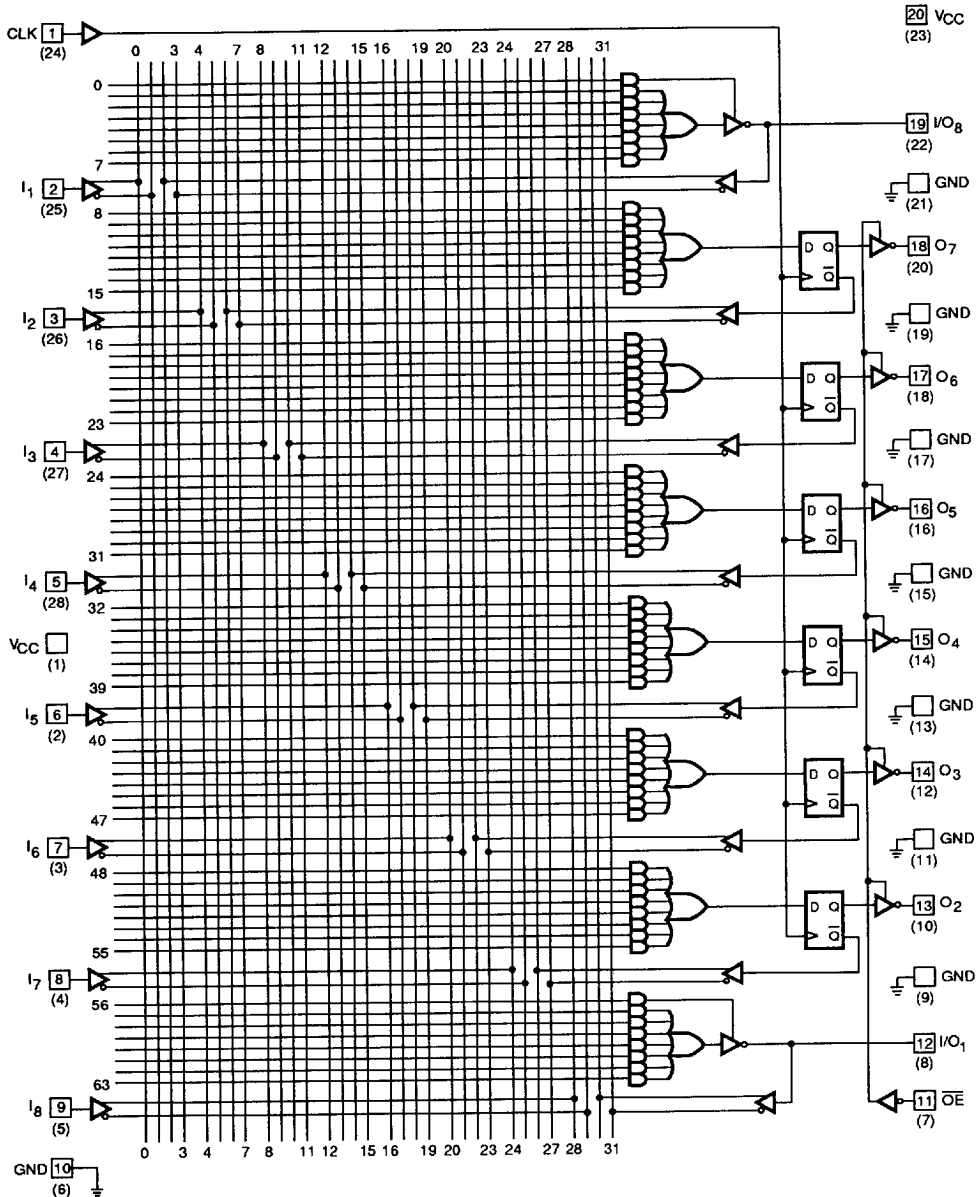 20 VCC
(23)
CLK 1
(24)
0 3 4 7 8 11 12 15 16 19 20 23 24 27 28 31
0
19 I/O8
(22)
7
I1 2
(25)
GND
(21)
8
D Q
Q̅
18 O7
(20)
15
I2 3
(26)
GND
(19)
16
D Q
Q̅
17 O6
(18)
23
I3 4
(27)
GND
(17)
24
D Q
Q̅
16 O5
(16)
31
I4 5
(28)
GND
(15)
32
VCC
(1)
D Q
Q̅
15 O4
(14)
39
I5 6
(2)
GND
(13)
40
D Q
Q̅
14 O3
(12)
47
I6 7
(3)
GND
(11)
48
D Q
Q̅
13 O2
(10)
55
I7 8
(4)
GND
(9)
56
12 I/O1
(8)
63
I8 9
(5)
11 O̅E̅
(7)
0 3 4 7 8 11 12 15 16 19 20 23 24 27 28 31
GND 10
(6)